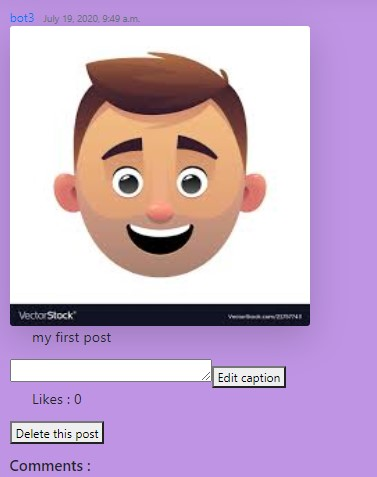 bot3 July 19, 2020, 9:49 a.m.
VectorStock®
my first post
Edit caption
Likes : 0
Delete this post
Comments :